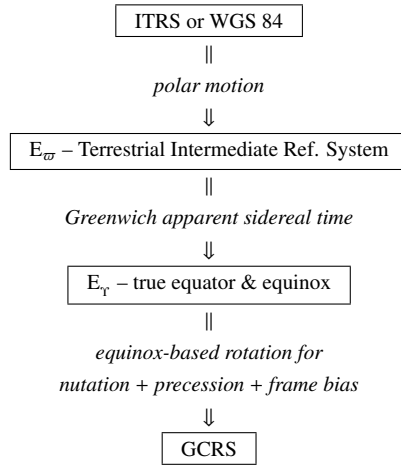 ITRS or WGS 84
||
polar motion
⇓
E_ϖ – Terrestrial Intermediate Ref. System
||
Greenwich apparent sidereal time
⇓
E_ϒ – true equator & equinox
||
equinox-based rotation for
nutation + precession + frame bias
⇓
GCRS